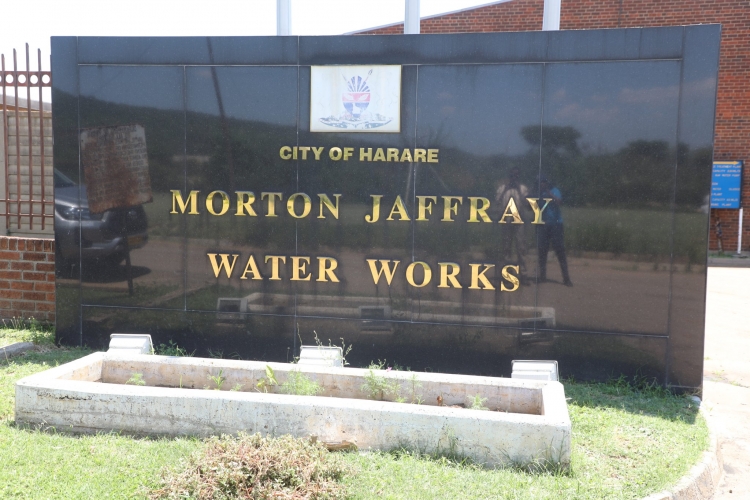 CITY OF HARARE
MORTON JAFFRAY
WATER WORKS